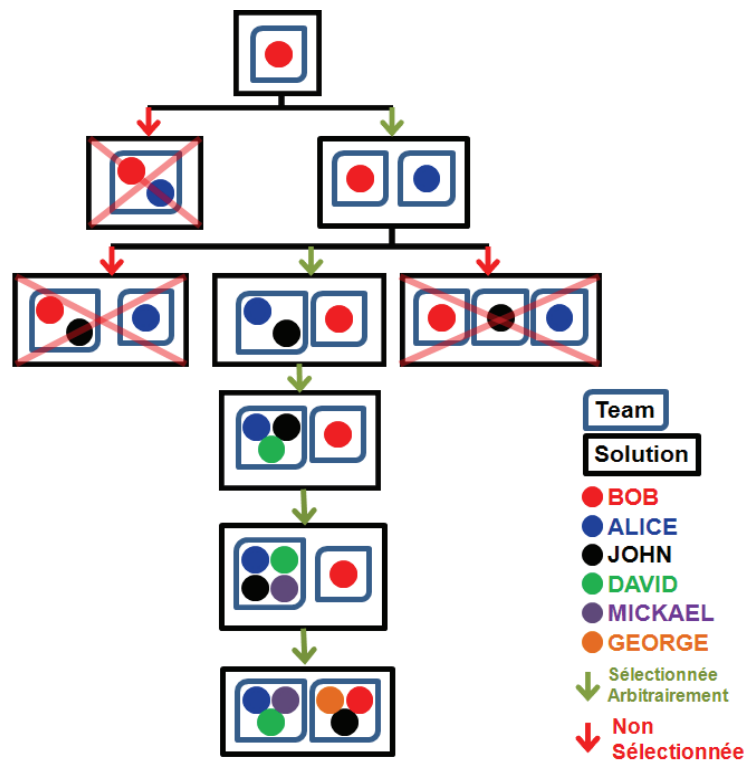 Team
Solution
BOB
ALICE
JOHN
DAVID
MICKAEL
GEORGE
Sélectionnée
Arbitrairement
Non
Sélectionnée